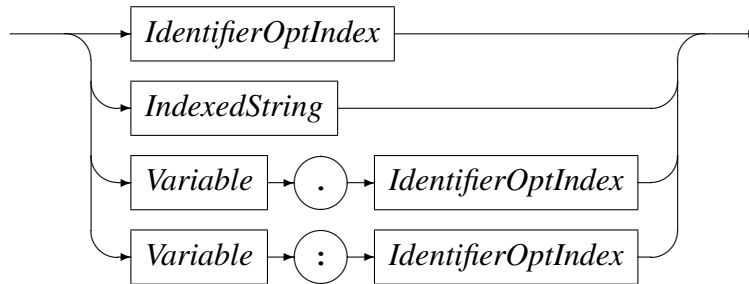 IdentifierOptIndex
IndexedString
Variable . IdentifierOptIndex
Variable : IdentifierOptIndex